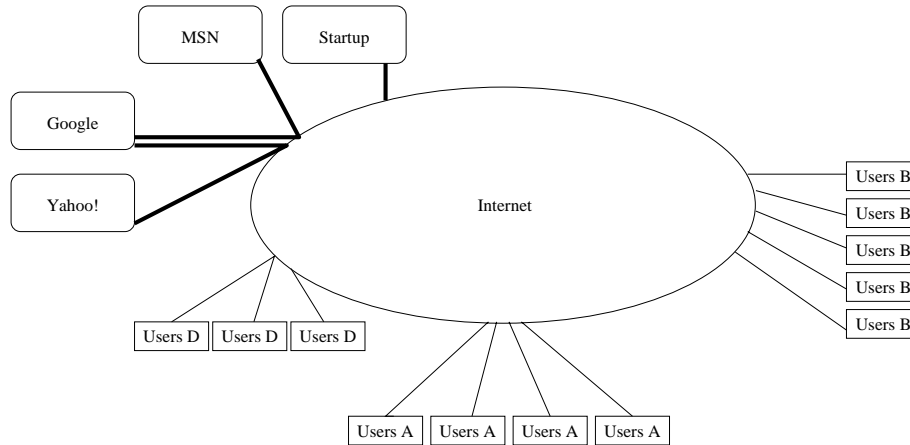 MSN
Startup
Google
Yahoo!
Internet
Users B
Users B
Users B
Users B
Users B
Users D Users D Users D
Users A Users A Users A Users A